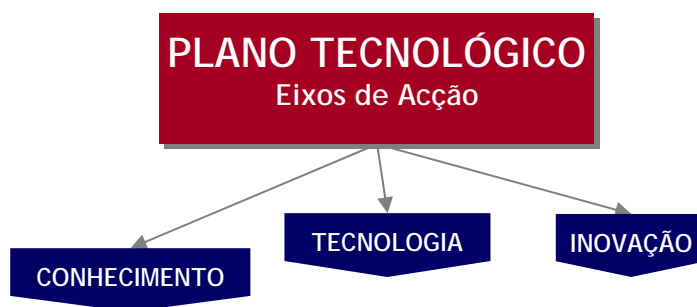 PLANO TECNOLÓGICO
Eixos de Acção
TECNOLOGIA
INOVAÇÃO
CONHECIMENTO